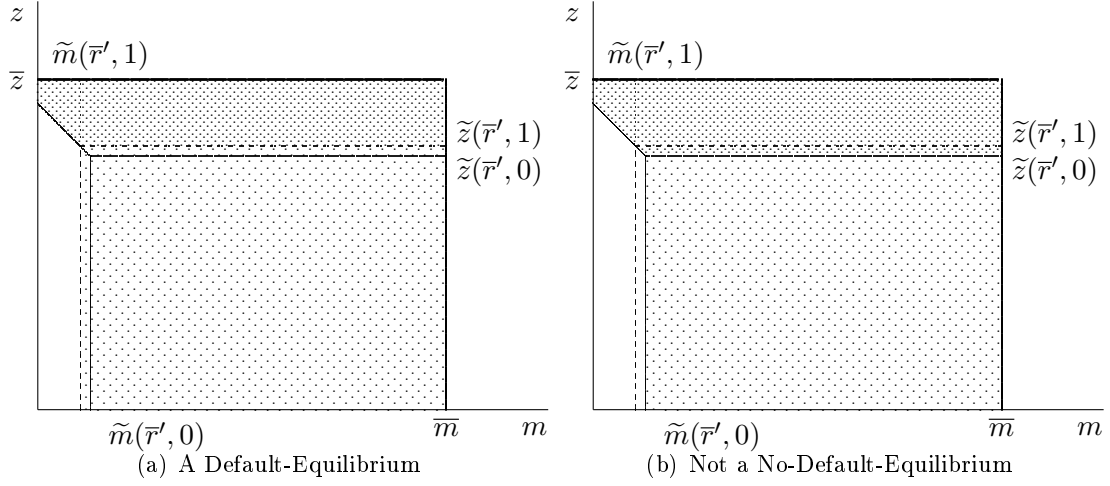 z
m̃(r̅′, 1)
z̅
z̃(r̅′, 1)
z̃(r̅′, 0)
m̅
m
m̃(r̅′, 0)
(a) A Default-Equilibrium
z
m̃(r̅′, 1)
z̅
z̃(r̅′, 1)
z̃(r̅′, 0)
m̅
m
m̃(r̅′, 0)
(b) Not a No-Default-Equilibrium